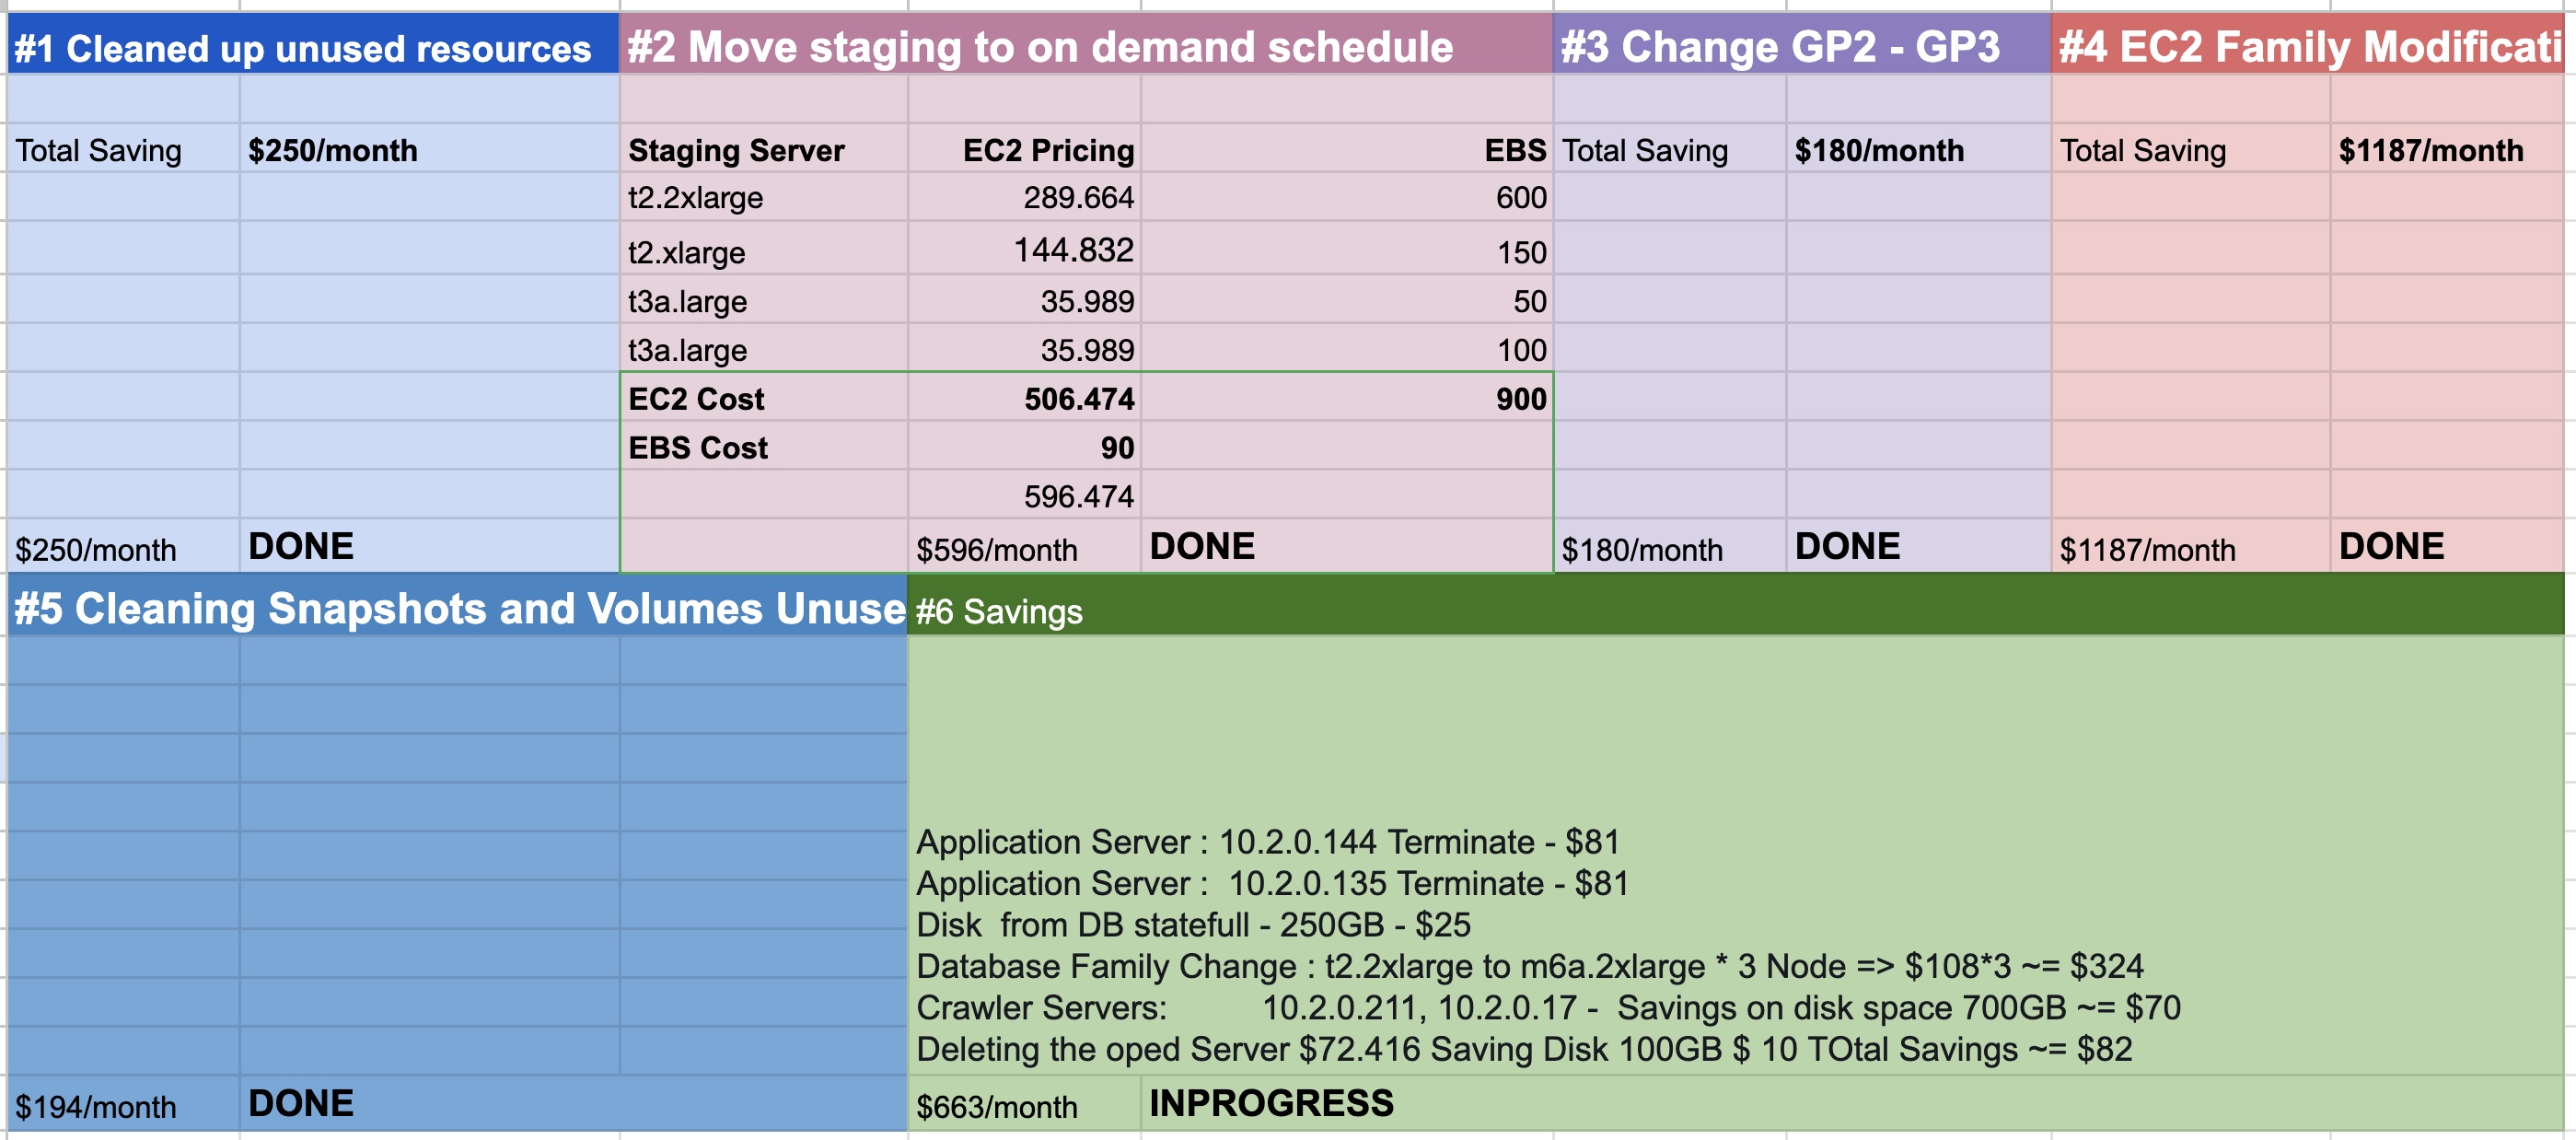 #1 Cleaned up unused resources #2 Move staging to on demand schedule #3 Change GP2 - GP3 #4 EC2 Family Modificati
Total Saving $250/month Staging Server EC2 Pricing EBS Total Saving $180/month Total Saving $1187/month
t2.2xlarge 289.664 600
t2.xlarge 144.832 150
t3a.large 35.989 50
t3a.large 35.989 100
EC2 Cost 506.474 900
EBS Cost 90
596.474
$250/month DONE $596/month DONE $180/month DONE $1187/month DONE
#5 Cleaning Snapshots and Volumes Unuse #6 Savings
Application Server : 10.2.0.144 Terminate - $81
Application Server :  10.2.0.135 Terminate - $81
Disk  from DB statefull - 250GB - $25
Database Family Change : t2.2xlarge to m6a.2xlarge * 3 Node => $108*3 ~= $324
Crawler Servers: 10.2.0.211, 10.2.0.17 -  Savings on disk space 700GB ~= $70
Deleting the oped Server $72.416 Saving Disk 100GB $ 10 TOtal Savings ~= $82
$194/month DONE $663/month INPROGRESS